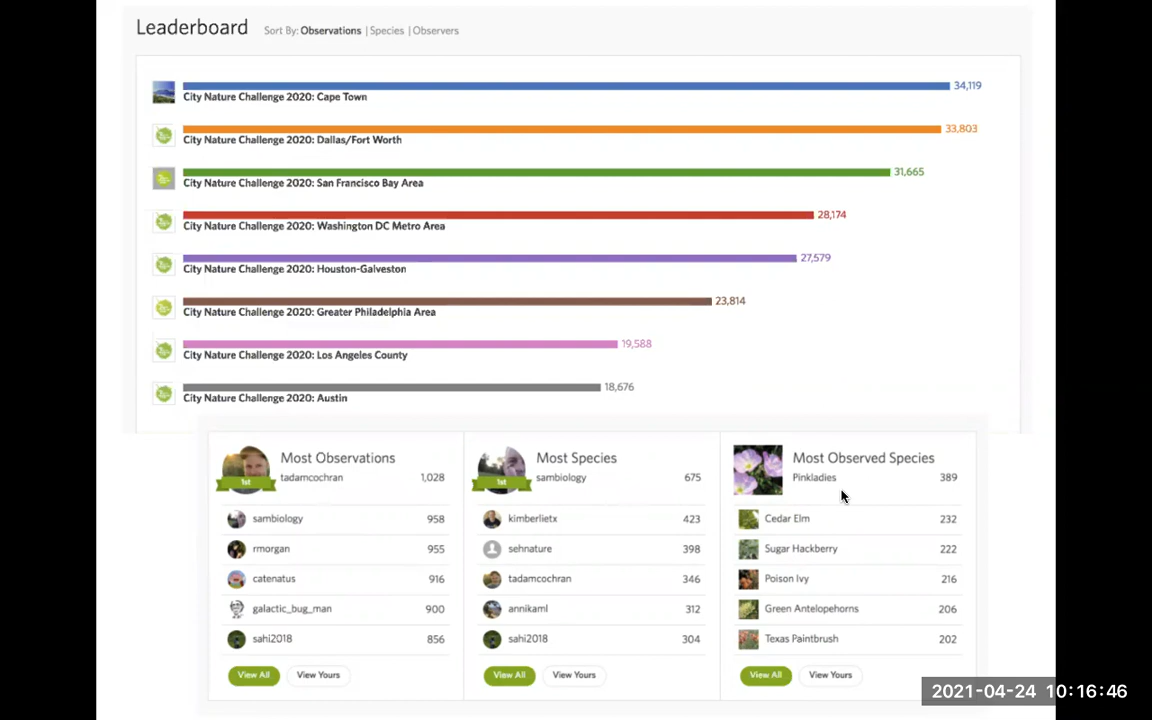 Leaderboard Sort By: Observations | Species | Observers
34,119
City Nature Challenge 2020: Cape Town
33,803
City Nature Challenge 2020: Dallas/Fort Worth
31,665
City Nature Challenge 2020: San Francisco Bay Area
28,174
City Nature Challenge 2020: Washington DC Metro Area
27,579
City Nature Challenge 2020: Houston-Galveston
23,814
City Nature Challenge 2020: Greater Philadelphia Area
19,588
City Nature Challenge 2020: Los Angeles County
18,676
City Nature Challenge 2020: Austin
Most Observations
tadamcochran 1,028
1st
sambiology 958
rmorgan 955
catenatus 916
galactic_bug_man 900
sahi2018 856
View All View Yours
Most Species
sambiology 675
1st
kimberlietx 423
sehnature 398
tadamcochran 346
annikaml 312
sahi2018 304
View All View Yours
Most Observed Species
Pinkladies 389
Cedar Elm 232
Sugar Hackberry 222
Poison Ivy 216
Green Antelopehorns 206
Texas Paintbrush 202
View All View Yours
2021-04-24 10:16:46